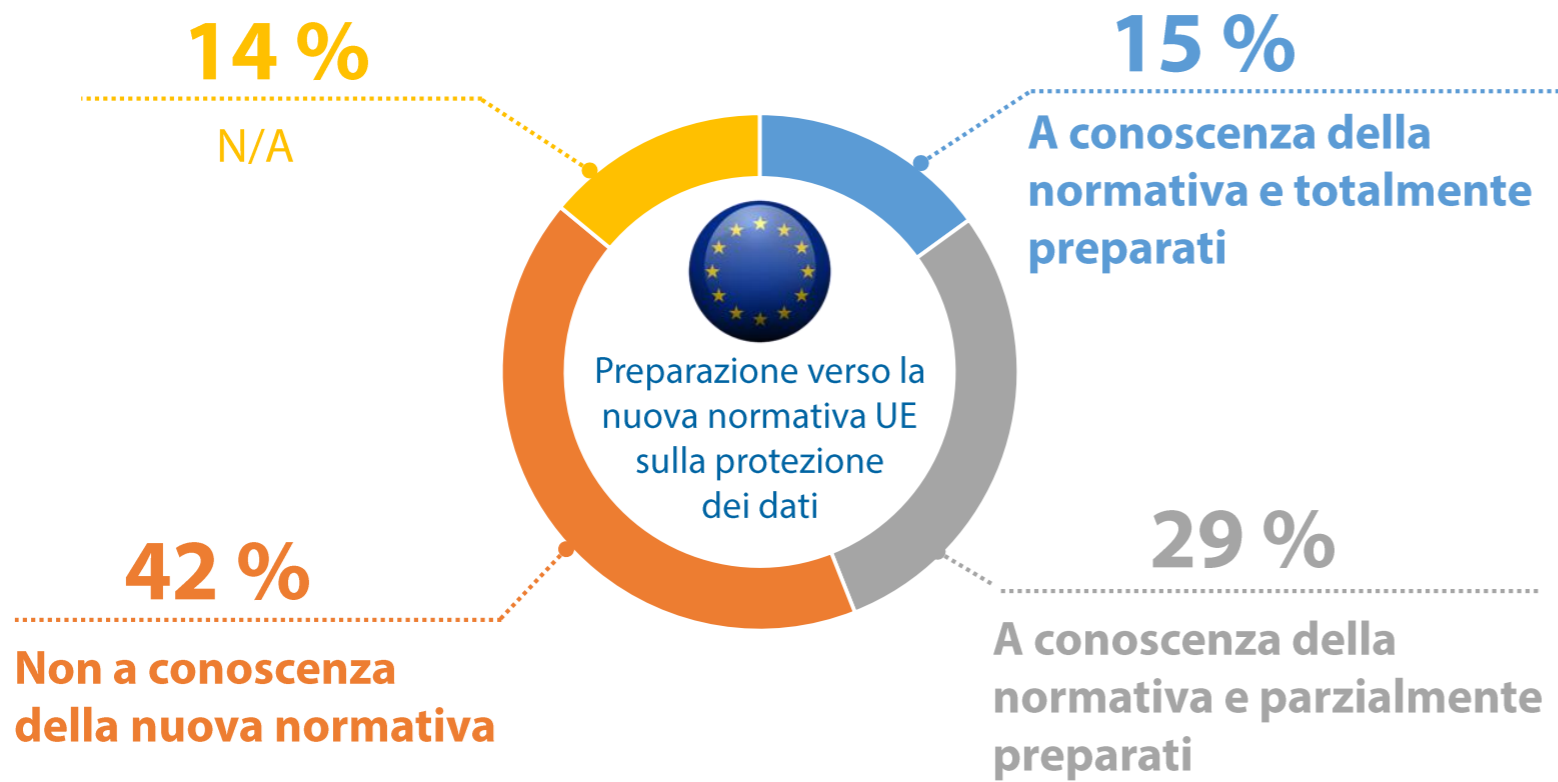 14 %
N/A
15 %
A conoscenza della
normativa e totalmente
preparati
Preparazione verso la
nuova normativa UE
sulla protezione
dei dati
42 %
Non a conoscenza
della nuova normativa
29 %
A conoscenza della
normativa e parzialmente
preparati